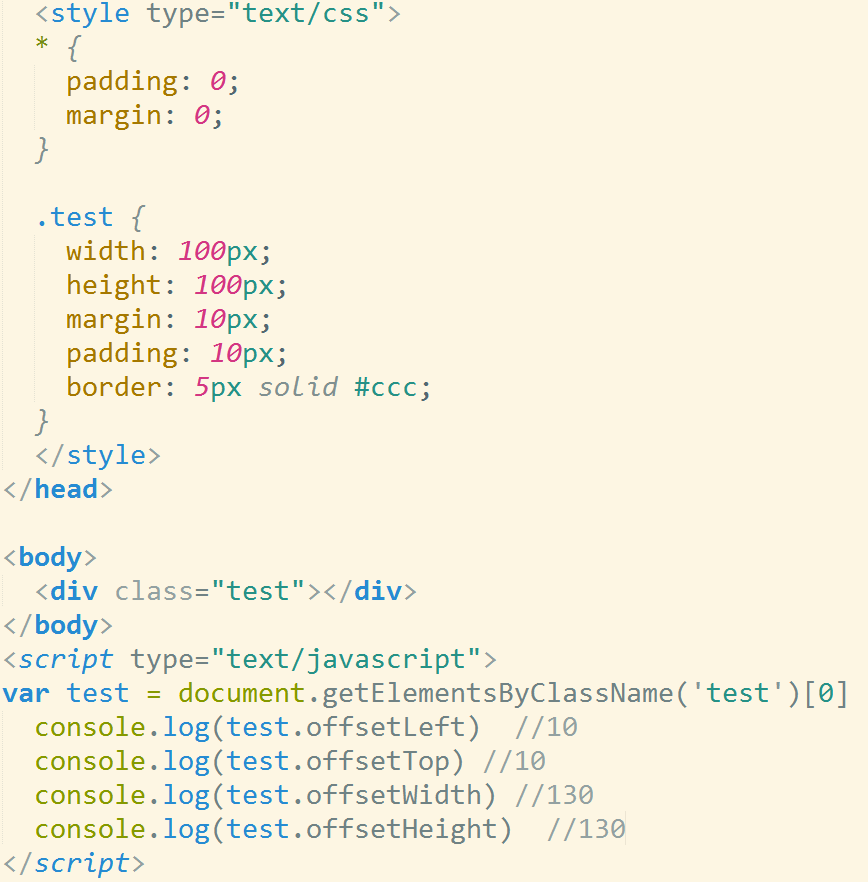 <style type="text/css">
* {
padding: 0;
margin: 0;
}
.test {
width: 100px;
height: 100px;
margin: 10px;
padding: 10px;
border: 5px solid #ccc;
}
</style>
</head>
<body>
<div class="test"></div>
</body>
<script type="text/javascript">
var test = document.getElementsByClassName('test')[0]
console.log(test.offsetLeft)  //10
console.log(test.offsetTop) //10
console.log(test.offsetWidth) //130
console.log(test.offsetHeight)  //130
</script>